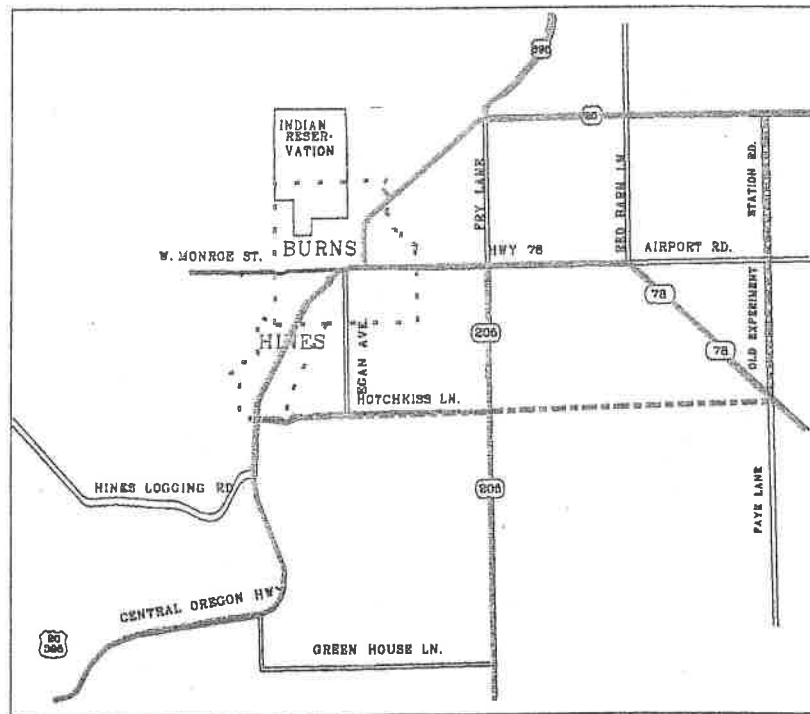 INDIAN
RESER-
VATION
FRY LANE
RED BARN LN
STATION RD.
BURNS
W. MONROE ST.
HWY 78
AIRPORT RD.
78
OLD EXPERIMENT
HINES
EGAN AVE.
205
78
HOTCHKISS LN.
HINES LOGGING RD
205
FAYE LANE
CENTRAL OREGON HWY
20
395
GREEN HOUSE LN.